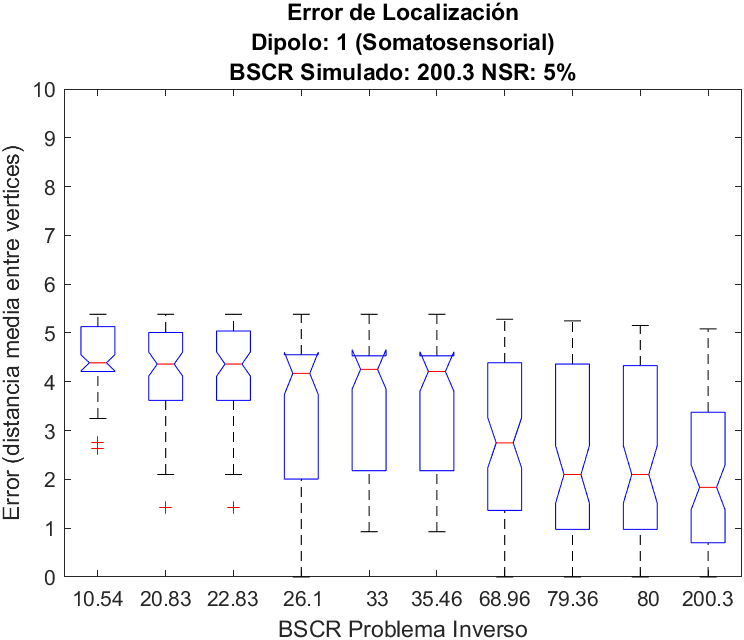 Error de Localización
Dipolo: 1 (Somatosensorial)
BSCR Simulado: 200.3 NSR: 5%
Error (distancia media entre vertices)
10
9
8
7
6
5
4
3
2
1
0
10.54 20.83 22.83 26.1 33 35.46 68.96 79.36 80 200.3
BSCR Problema Inverso